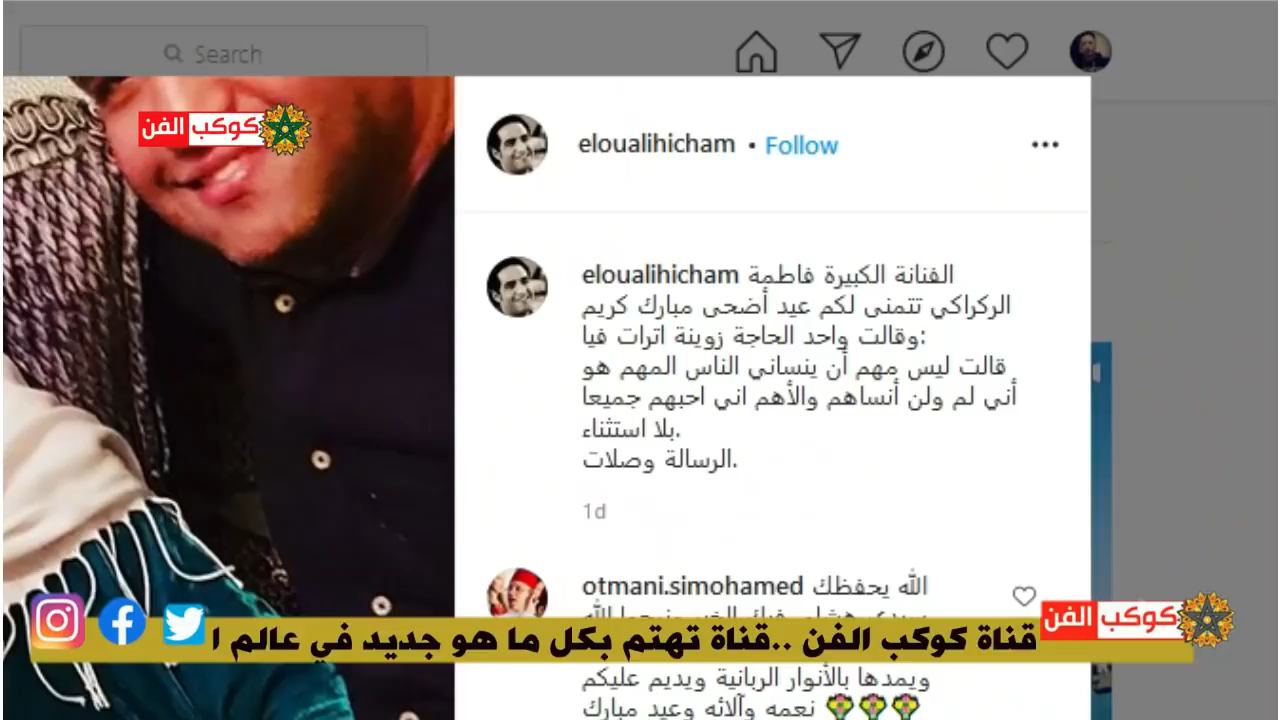 Search
كوكب الفن
eloualihicham • Follow
eloualihicham الفنانة الكبيرة فاطمة
الركراكي تتمنى لكم عيد أضحى مبارك كريم
وقالت واحد الحاجة زوينة اترات فيا:
قالت ليس مهم أن ينساني الناس المهم هو
أني لم ولن أنساهم والأهم اني احبهم جميعا
بلا استثناء.
الرسالة وصلات.
1d
otmani.simohamed الله يحفظك
كوكب الفن
قناة كوكب الفن ..قناة تهتم بكل ما هو جديد في عالم ا
ويمدها بالأنوار الربانية ويديم عليكم
نعمه وآلائه وعيد مبارك 💐💐💐